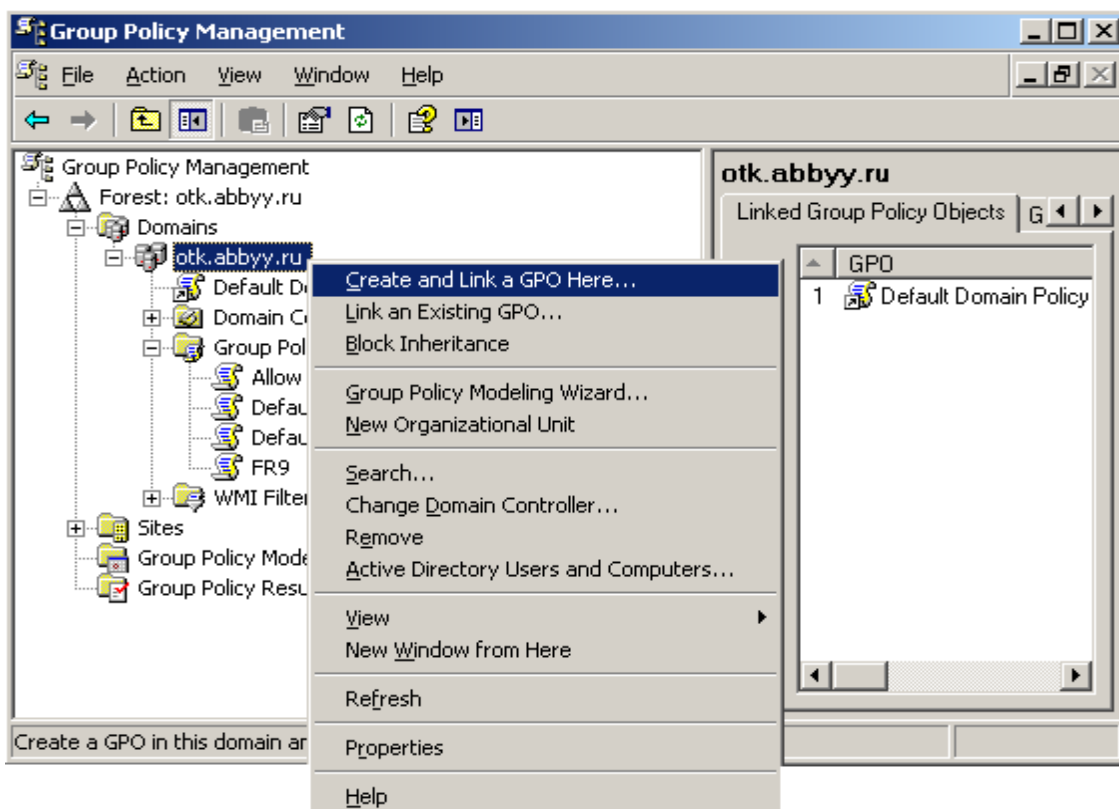 Group Policy Management
File Action View Window Help
Group Policy Management
Forest: otk.abbyy.ru
Domains
otk.abbyy.ru
Default D
Domain C
Group Pol
Allow
Defau
Defau
FR9
WMI Filter
Sites
Group Policy Mode
Group Policy Resu
Create a GPO in this domain ar
Create and Link a GPO Here...
Link an Existing GPO...
Block Inheritance
Group Policy Modeling Wizard...
New Organizational Unit
Search...
Change Domain Controller...
Remove
Active Directory Users and Computers...
View
New Window from Here
Refresh
Properties
Help
otk.abbyy.ru
Linked Group Policy Objects G
GPO
1 Default Domain Policy